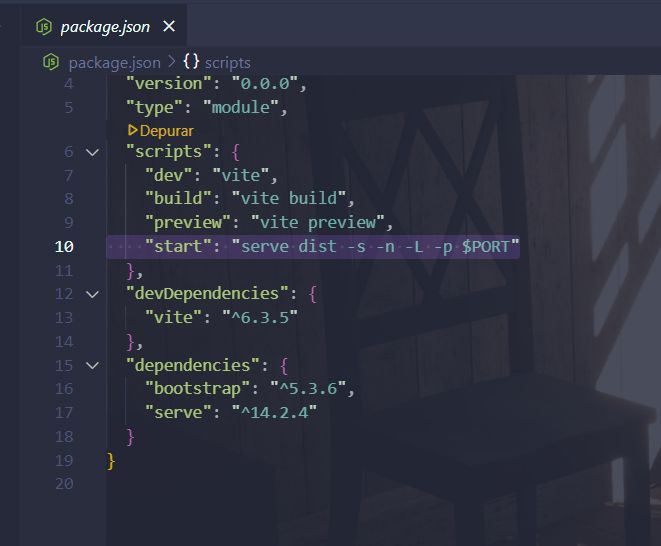 package.json
package.json > {} scripts
4 "version": "0.0.0",
5 "type": "module",
Depurar
6 "scripts": {
7 "dev": "vite",
8 "build": "vite build",
9 "preview": "vite preview",
10 "start": "serve dist -s -n -L -p $PORT"
11 },
12 "devDependencies": {
13 "vite": "^6.3.5"
14 },
15 "dependencies": {
16 "bootstrap": "^5.3.6",
17 "serve": "^14.2.4"
18 }
19 }
20